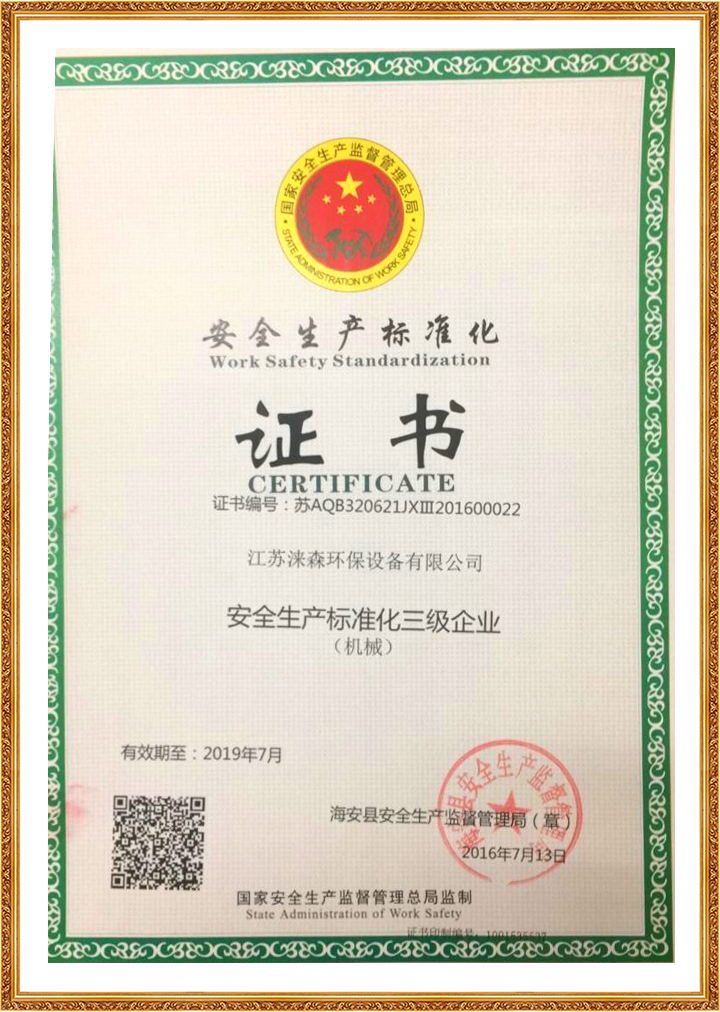 国家安全生产监督管理总局
STATE ADMINISTRATION OF WORK SAFETY
安全生产标准化
Work Safety Standardization
证书
CERTIFICATE
证书编号：苏AQB320621JXⅢ201600022
江苏涞森环保设备有限公司
安全生产标准化三级企业
（机械）
有效期至：2019年7月
海安县安全生产监督管理局（章）
2016年7月13日
国家安全生产监督管理总局监制
State Administration of Work Safety
证书印制编号：